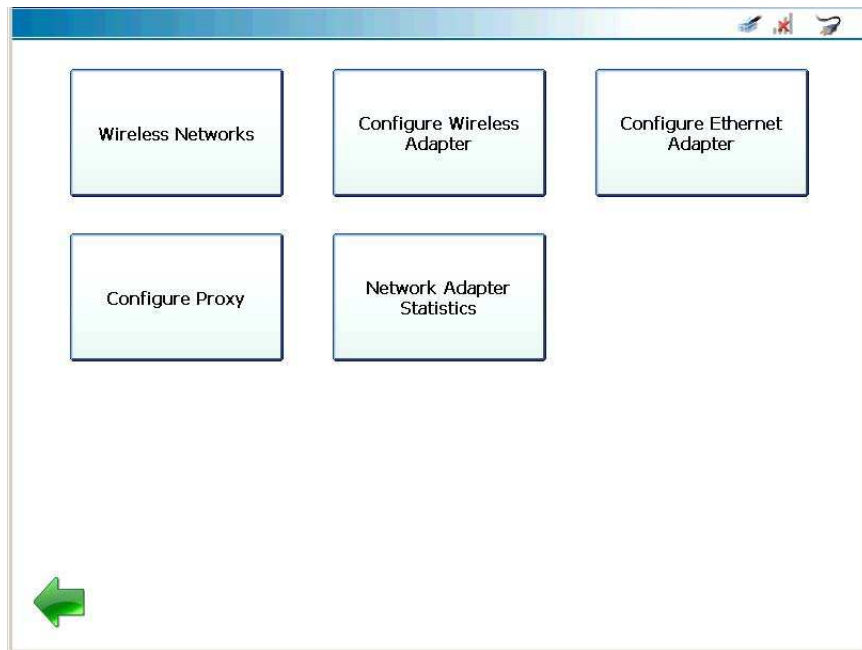 Wireless Networks
Configure Wireless
Adapter
Configure Ethernet
Adapter
Configure Proxy
Network Adapter
Statistics